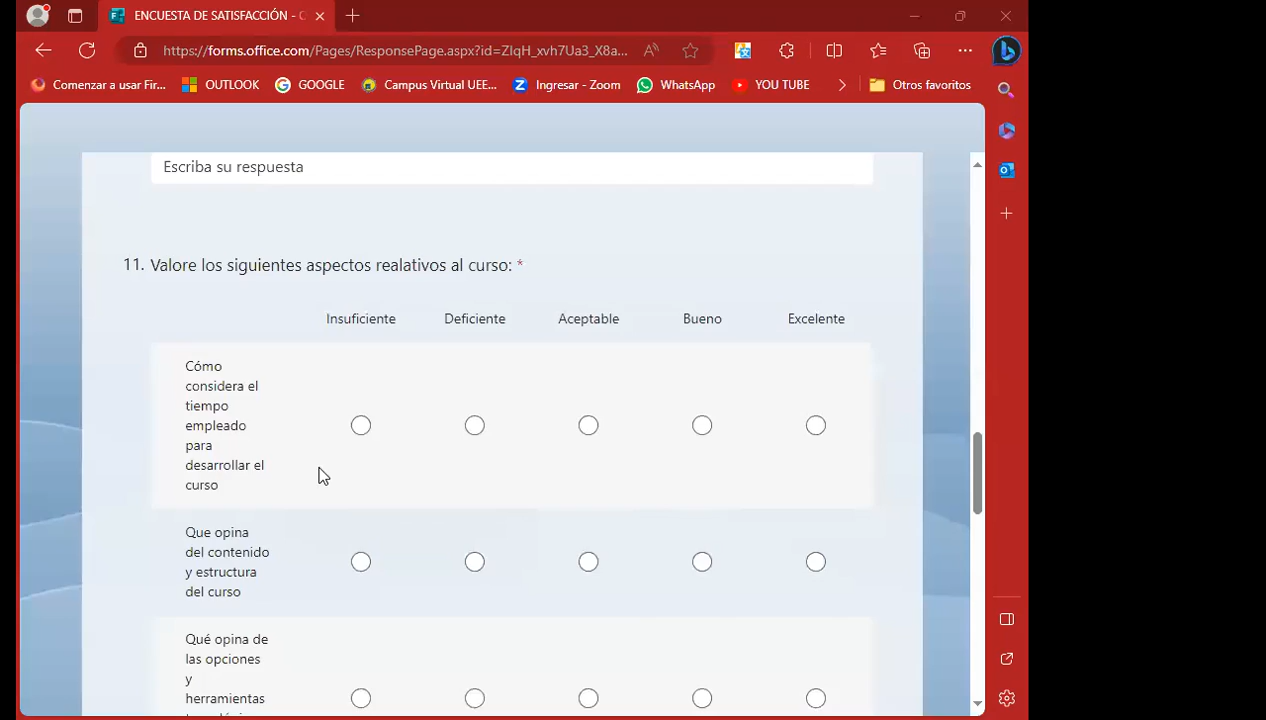 ENCUESTA DE SATISFACCIÓN - C
https://forms.office.com/Pages/ResponsePage.aspx?id=ZIqH_xvh7Ua3_X8a...
Comenzar a usar Fir...
OUTLOOK
GOOGLE
Campus Virtual UEE...
Ingresar - Zoom
WhatsApp
YOU TUBE
Otros favoritos
Escriba su respuesta
11. Valore los siguientes aspectos realativos al curso: *
Insuficiente Deficiente Aceptable Bueno Excelente
Cómo
considera el
tiempo
empleado
para
desarrollar el
curso
Que opina
del contenido
y estructura
del curso
Qué opina de
las opciones
y
herramientas